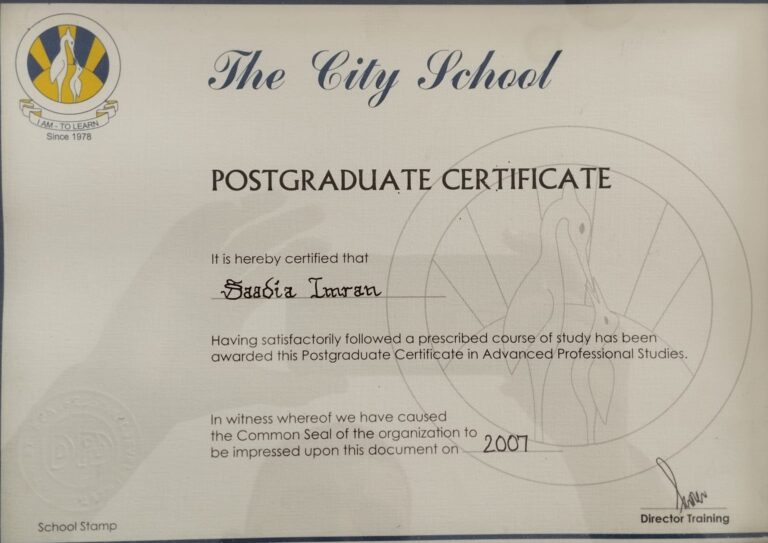 The City School
I AM - TO LEARN
Since 1978
POSTGRADUATE CERTIFICATE
It is hereby certified that
Saadia Imran
Having satisfactorily followed a prescribed course of study has been
awarded this Postgraduate Certificate in Advanced Professional Studies.
In witness whereof we have caused
the Common Seal of the organization to
be impressed upon this document on 2007
School Stamp
Director Training